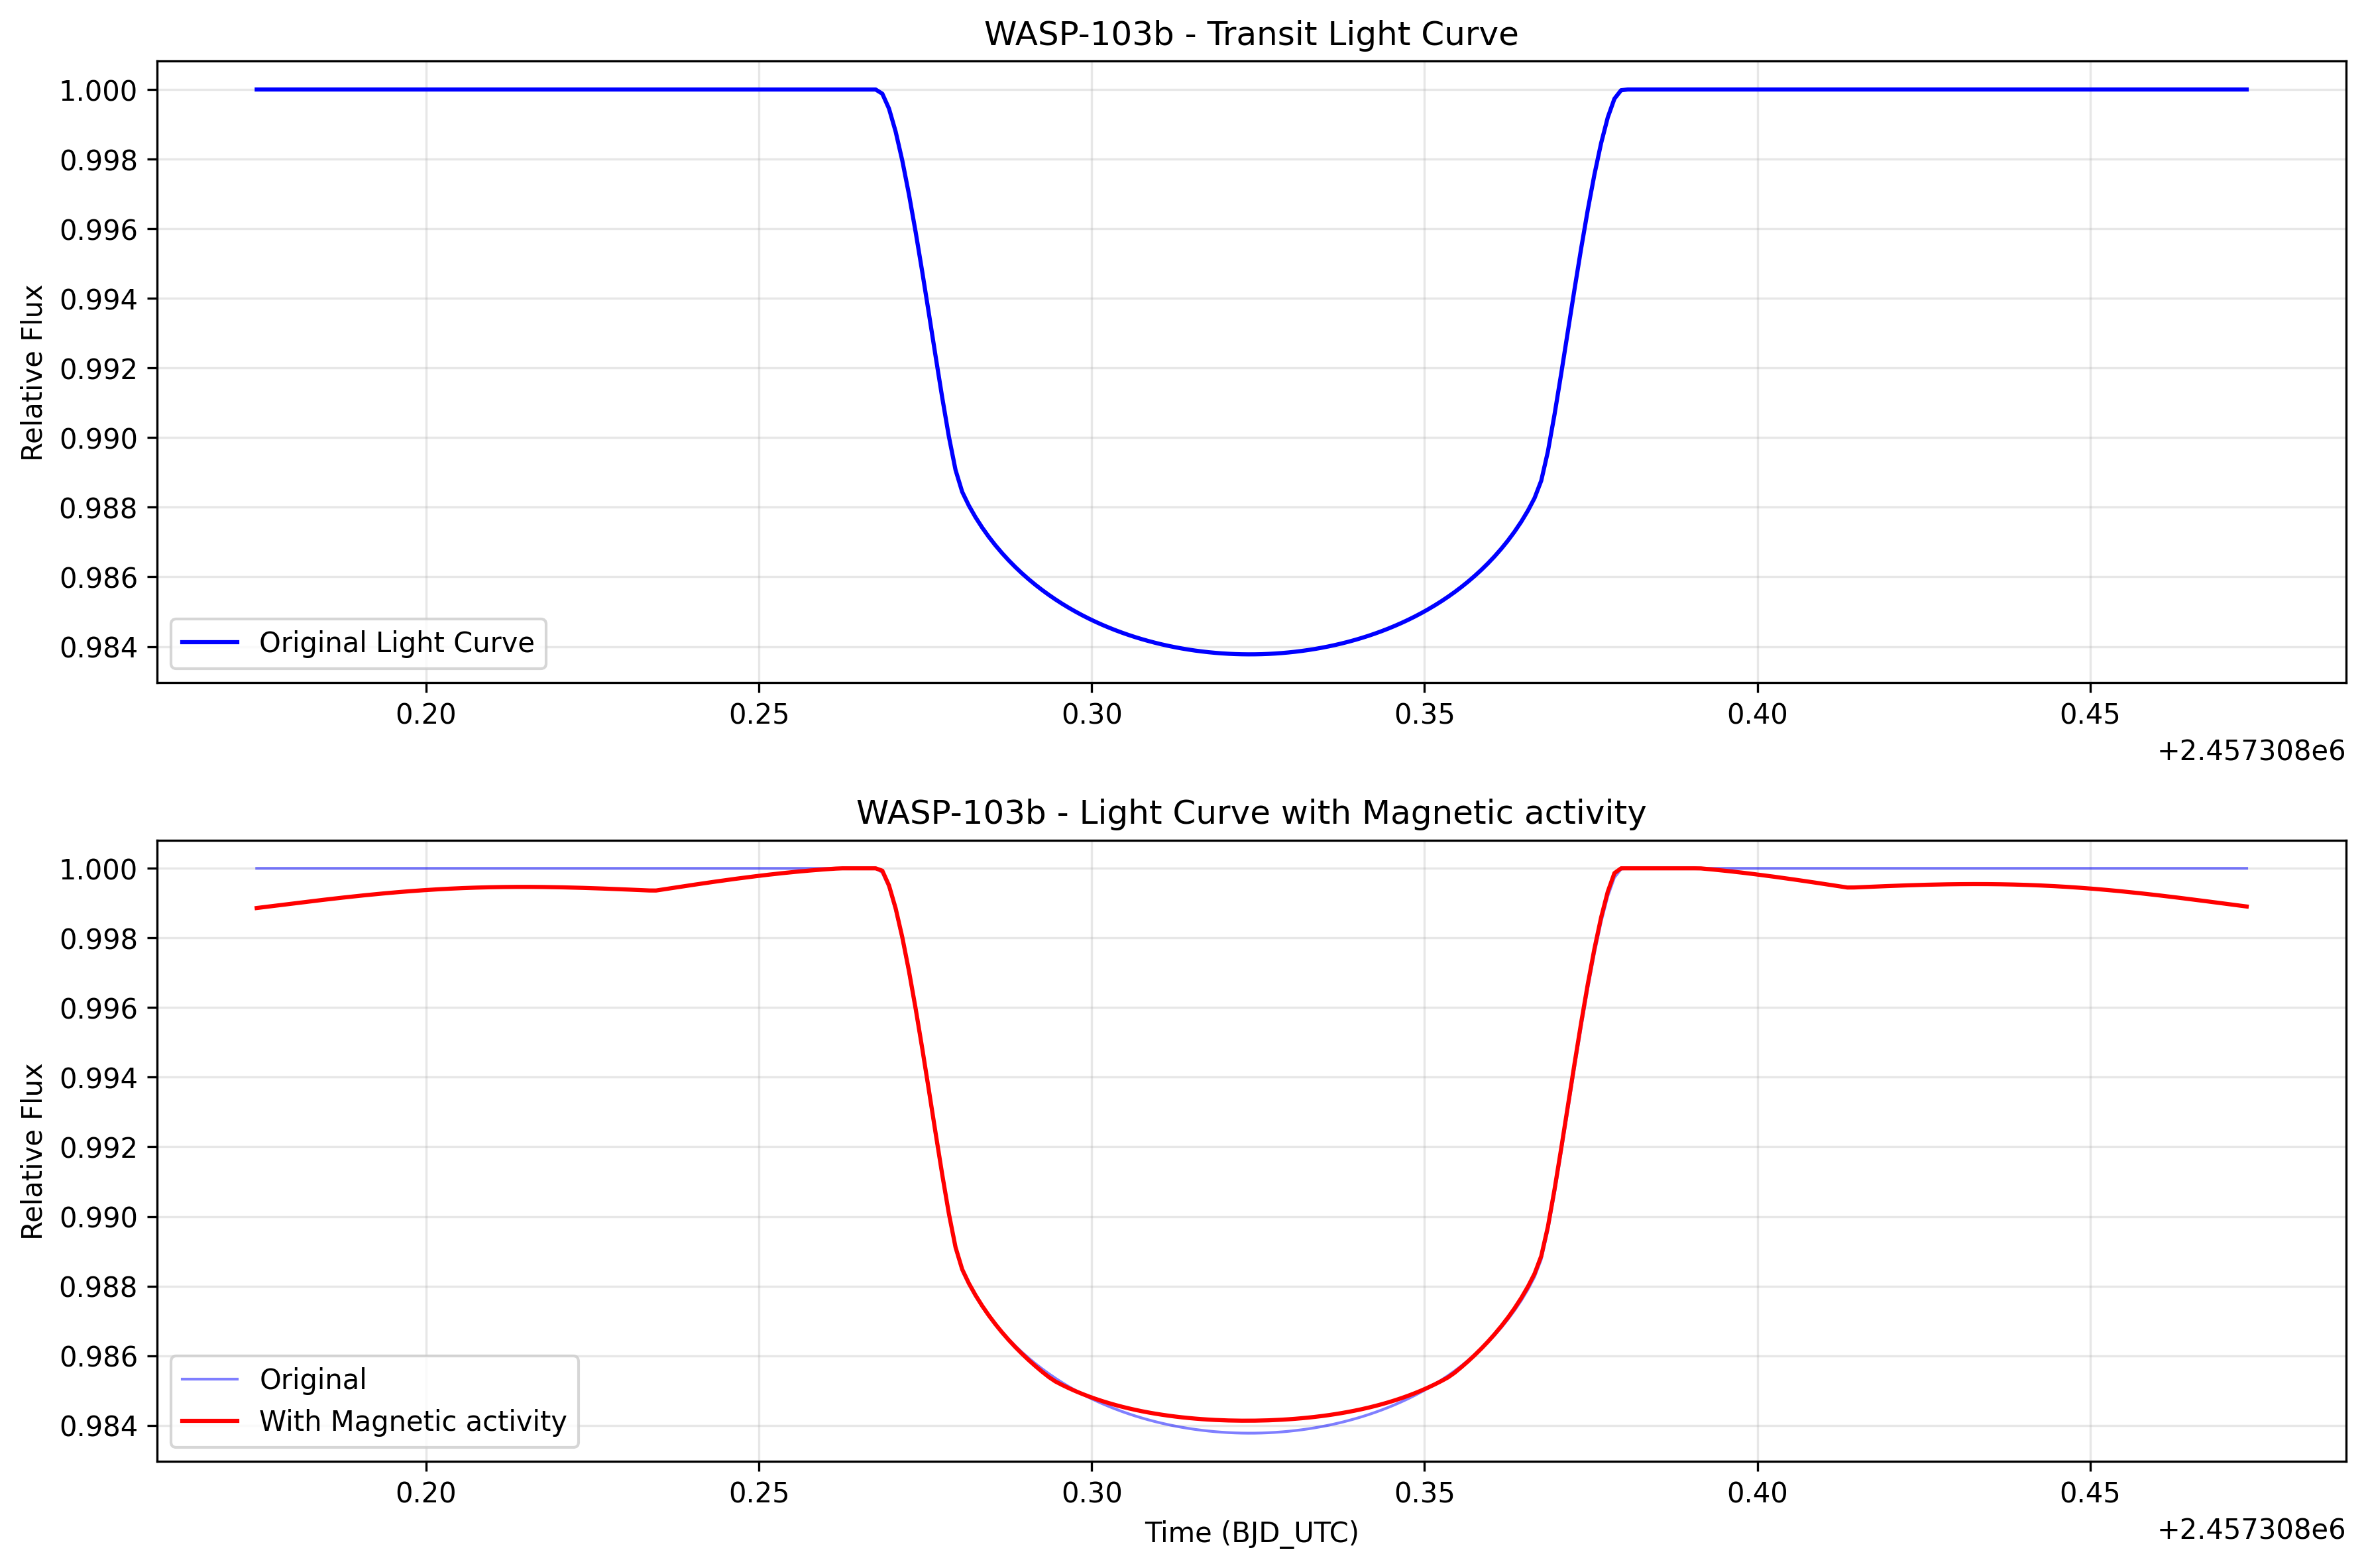 WASP-103b - Transit Light Curve
Relative Flux
1.000
0.998
0.996
0.994
0.992
0.990
0.988
0.986
0.984
Original Light Curve
0.20 0.25 0.30 0.35 0.40 0.45
+2.457308e6
WASP-103b - Light Curve with Magnetic activity
Relative Flux
1.000
0.998
0.996
0.994
0.992
0.990
0.988
0.986
0.984
Original
With Magnetic activity
0.20 0.25 0.30 0.35 0.40 0.45
Time (BJD_UTC)
+2.457308e6